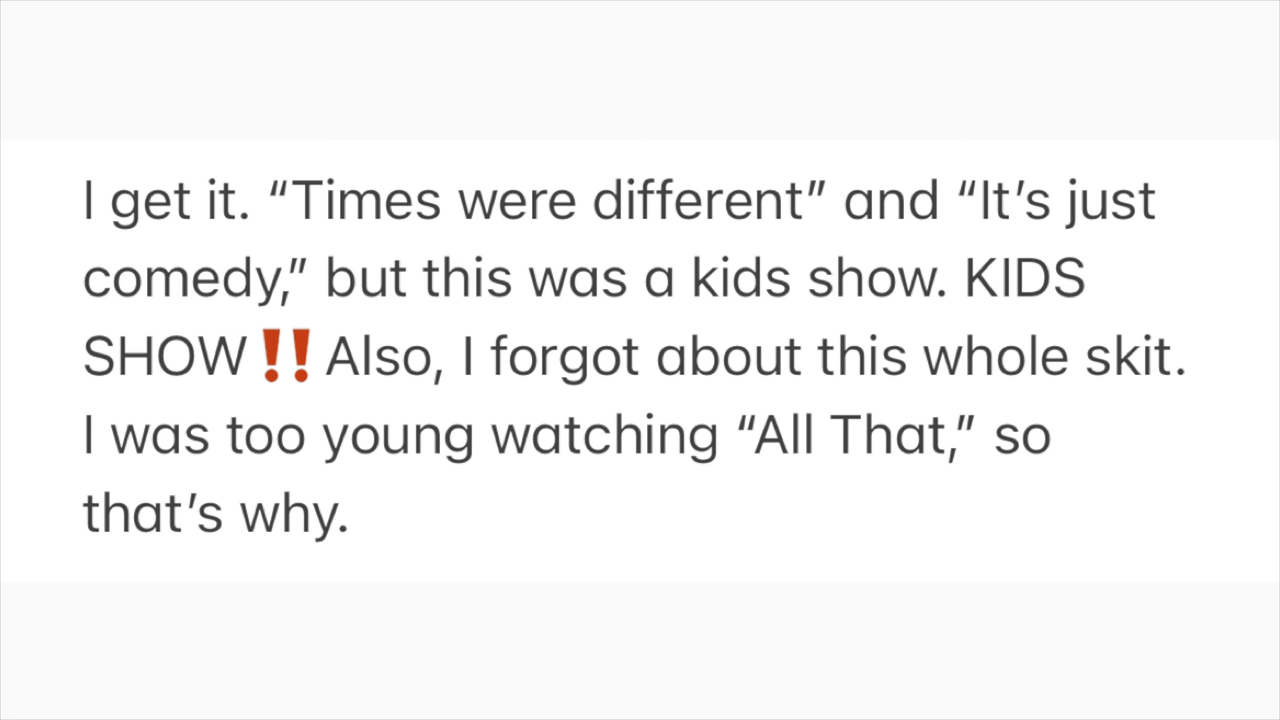 I get it. “Times were different” and “It’s just
comedy,” but this was a kids show. KIDS
SHOW‼️Also, I forgot about this whole skit.
I was too young watching “All That,” so
that’s why.